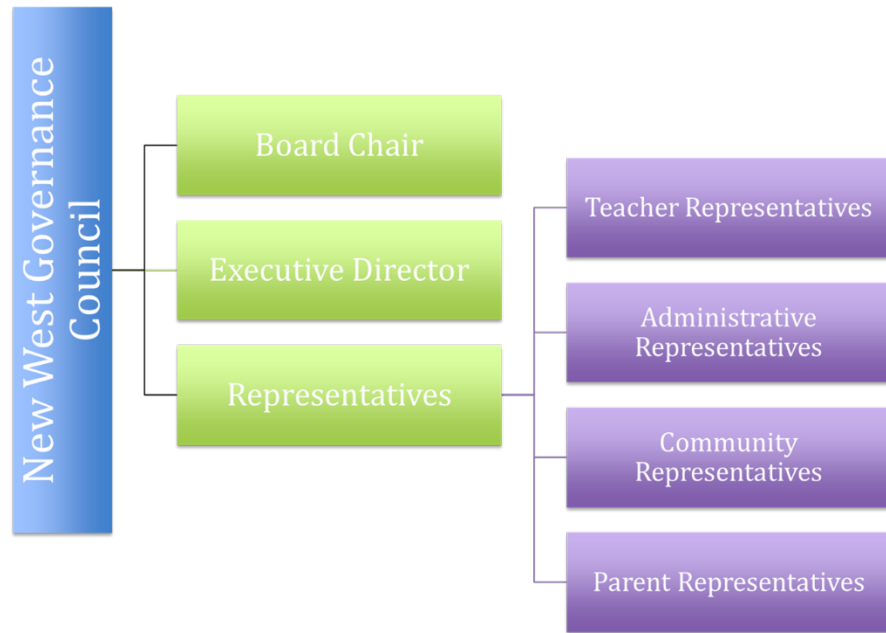 New West Governance
Council
Board Chair
Executive Director
Representatives
Teacher Representatives
Administrative
Representatives
Community
Representatives
Parent Representatives